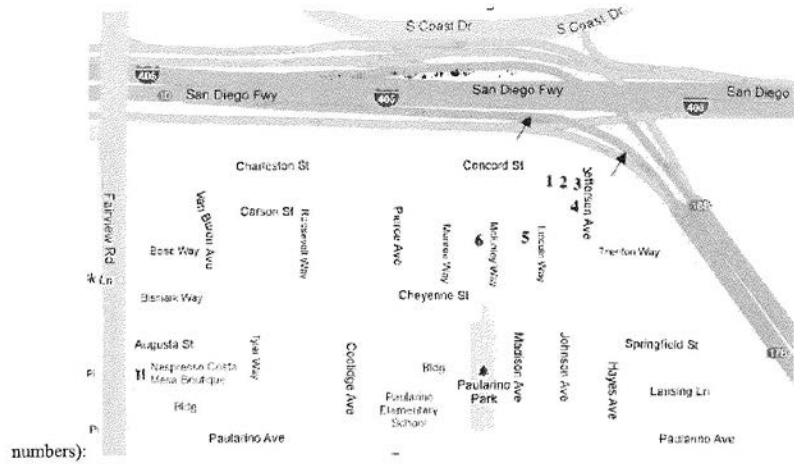 S Coast Dr
S Coast Dr
405
San Diego Fwy
405
San Diego Fwy
405
San Diego
Charleston St
Concord St
1 2 3
4
Jefferson Ave
Fairview Rd
Van Buren Ave
Carson St
Roosevelt Way
Pierce Ave
Monroe Way
6
McKinley Way
5
Lincoln Way
Trenton Way
Base Way
Ln
Bismark Way
Cheyenne St
Augusta St
Tyler Way
Coolidge Ave
Bldg
Madison Ave
Johnson Ave
Springfield St
17B
Pl
Nespresso Costa
Mesa Boutique
Paularino
Park
Hayes Ave
Lansing Ln
Bldg
Paularino
Elementary
School
Paularino Ave
Paularino Ave
numbers):